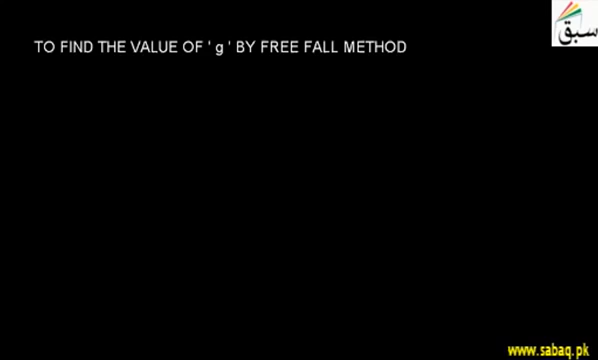 TO FIND THE VALUE OF ' g ' BY FREE FALL METHOD
سبق
www.sabaq.pk